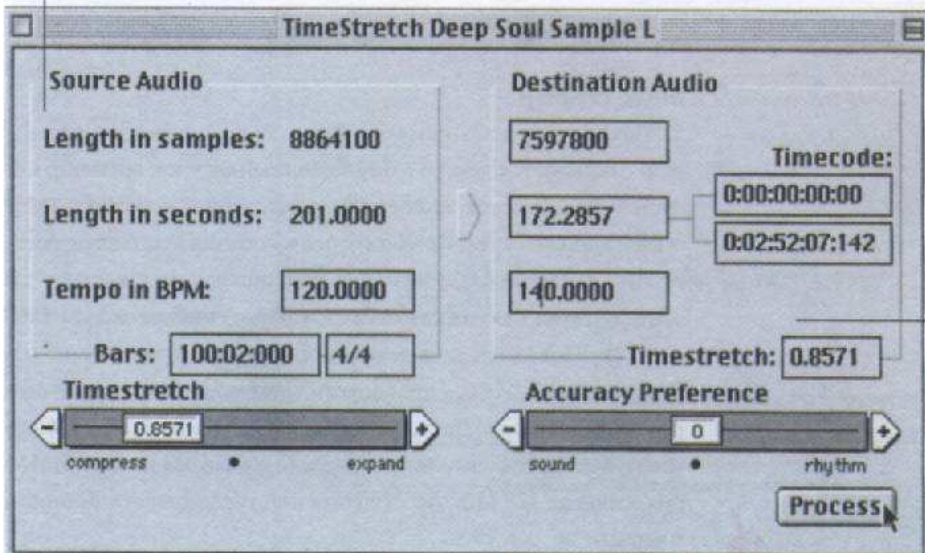 TimeStretch Deep Soul Sample L
Source Audio
Length in samples: 8864100
Length in seconds: 201.0000
Tempo in BPM: 120.0000
Bars: 100:02:000 4/4
Destination Audio
7597800
Timecode:
0:00:00:00:00
172.2857
0:02:52:07:142
140.0000
Timestretch: 0.8571
Timestretch
- 0.8571 +
compress expand
Accuracy Preference
- 0 +
sound rhythm
Process